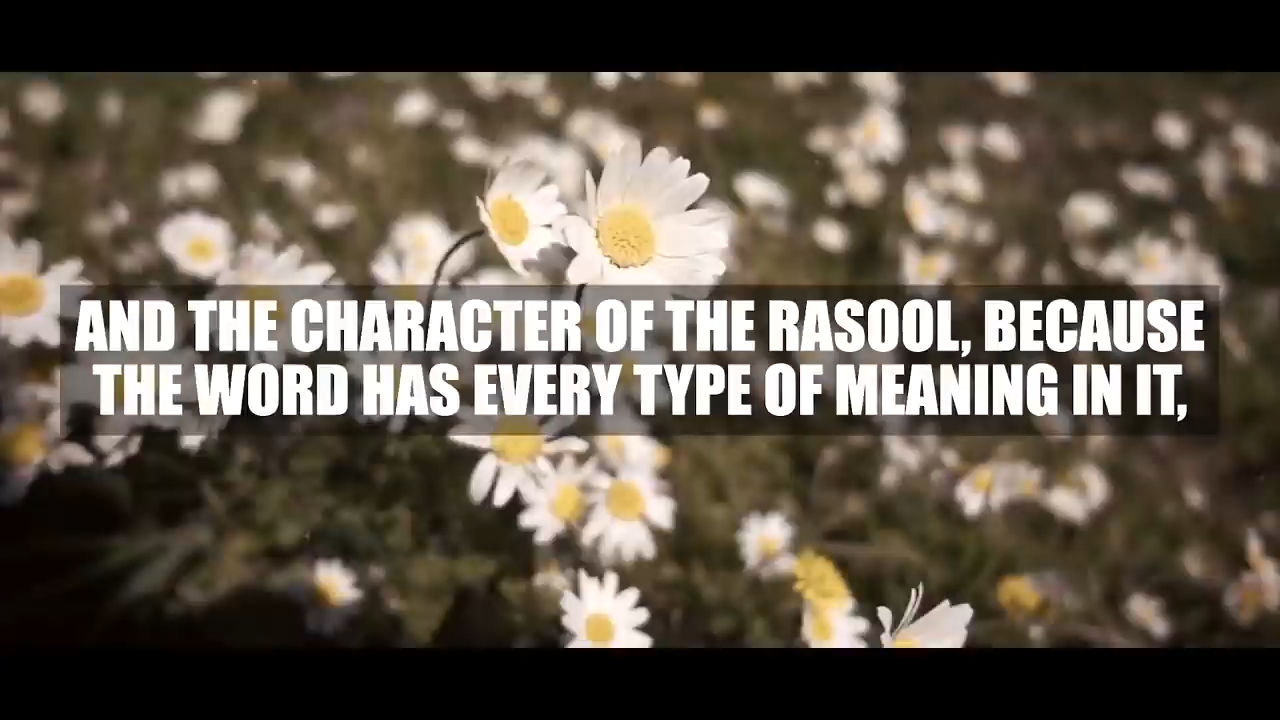 AND THE CHARACTER OF THE RASOOL, BECAUSE
THE WORD HAS EVERY TYPE OF MEANING IN IT,